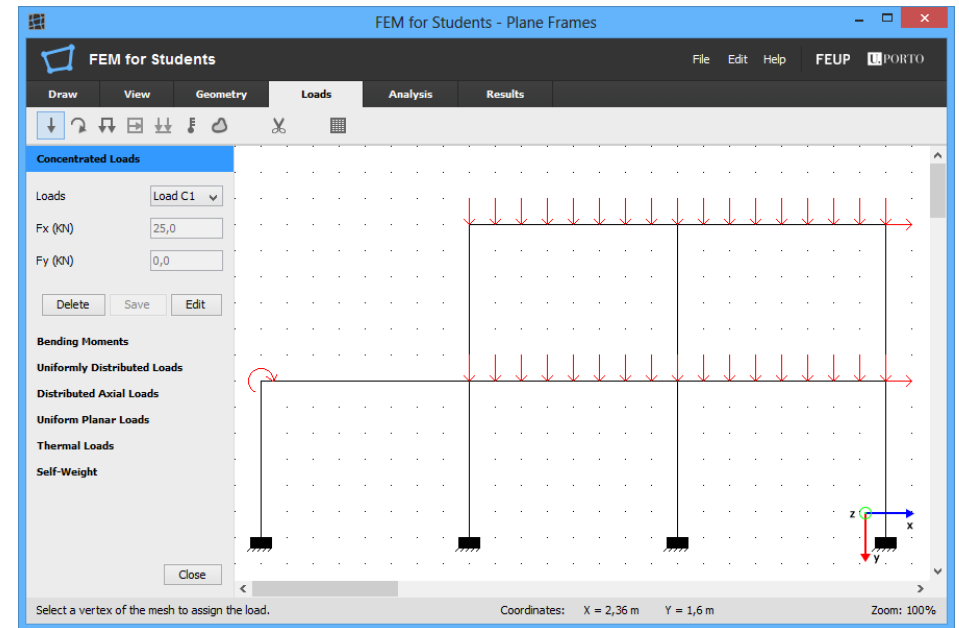 FEM for Students - Plane Frames
FEM for Students
File Edit Help FEUP U.PORTO
Draw View Geometry Loads Analysis Results
Concentrated Loads
Loads Load C1
Fx (KN) 25,0
Fy (KN) 0,0
Delete Save Edit
Bending Moments
Uniformly Distributed Loads
Distributed Axial Loads
Uniform Planar Loads
Thermal Loads
Self-Weight
z
x
y
Close
Select a vertex of the mesh to assign the load. Coordinates: X = 2,36 m Y = 1,6 m Zoom: 100%